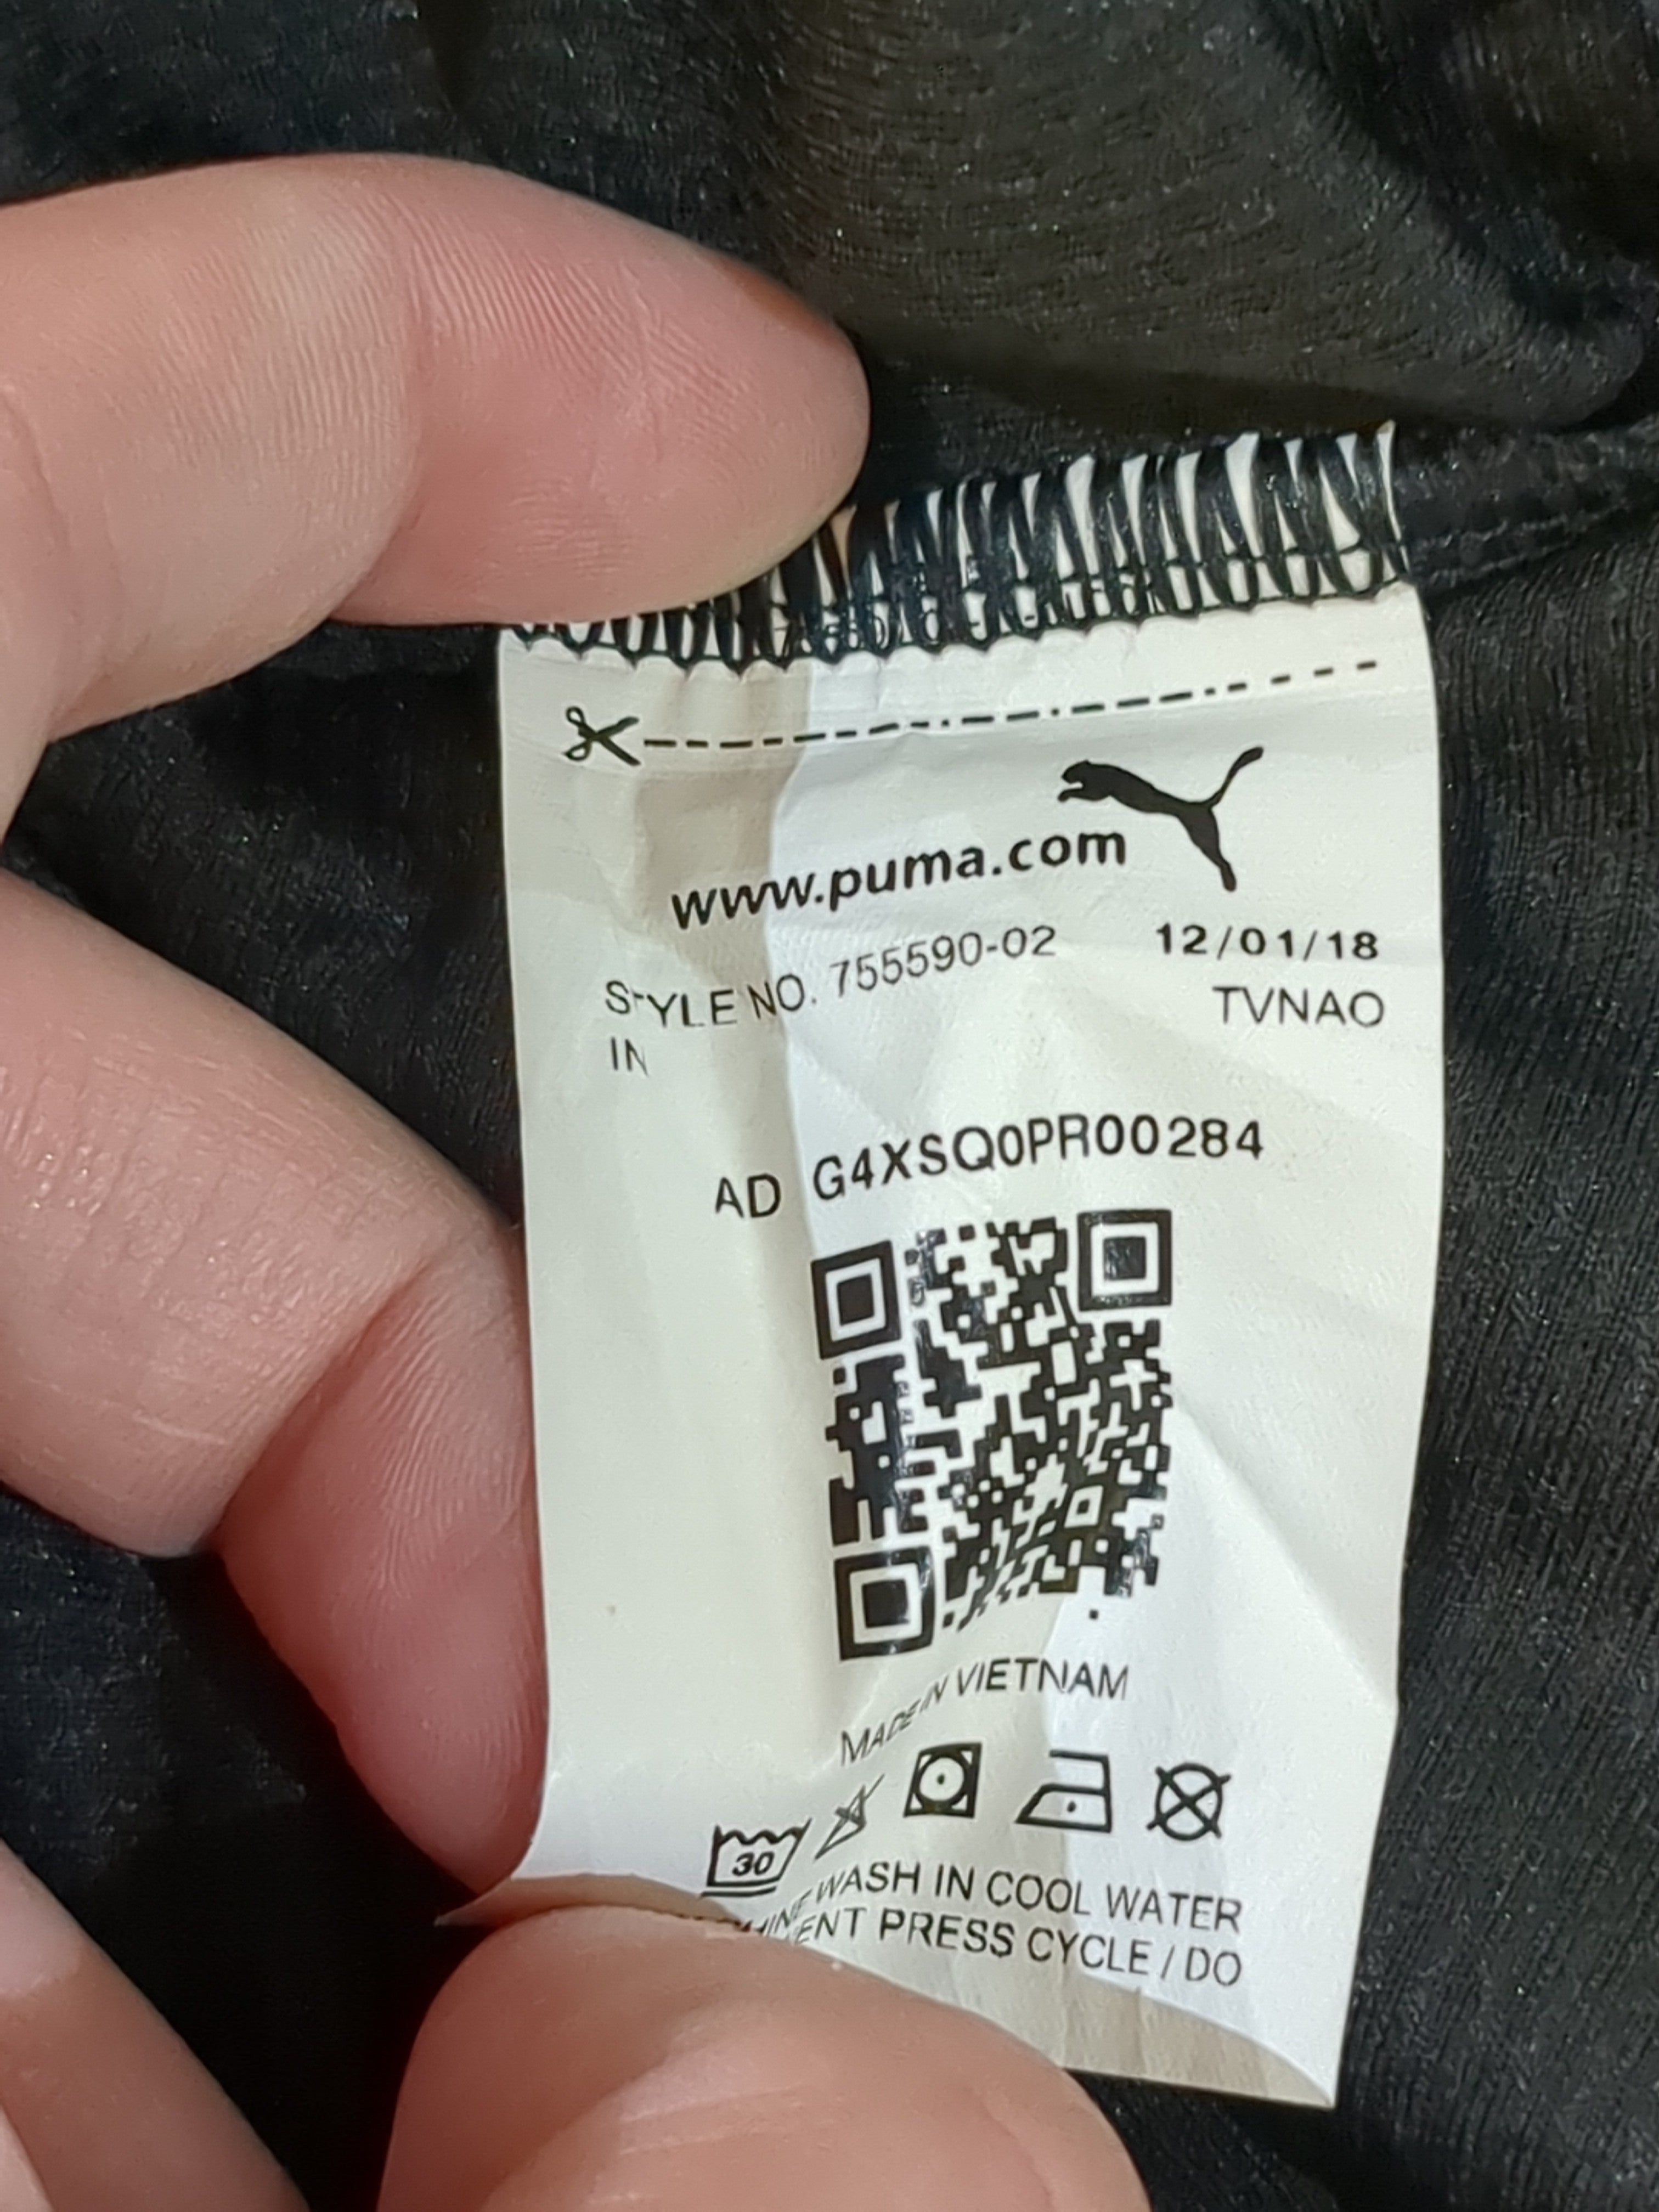 www.puma.com
STYLE NO. 755590-02 12/01/18
IN TVNAO
AD G4XSQ0PR00284
MADE IN VIETNAM
30
WASH IN COOL WATER
PRESS CYCLE / DO